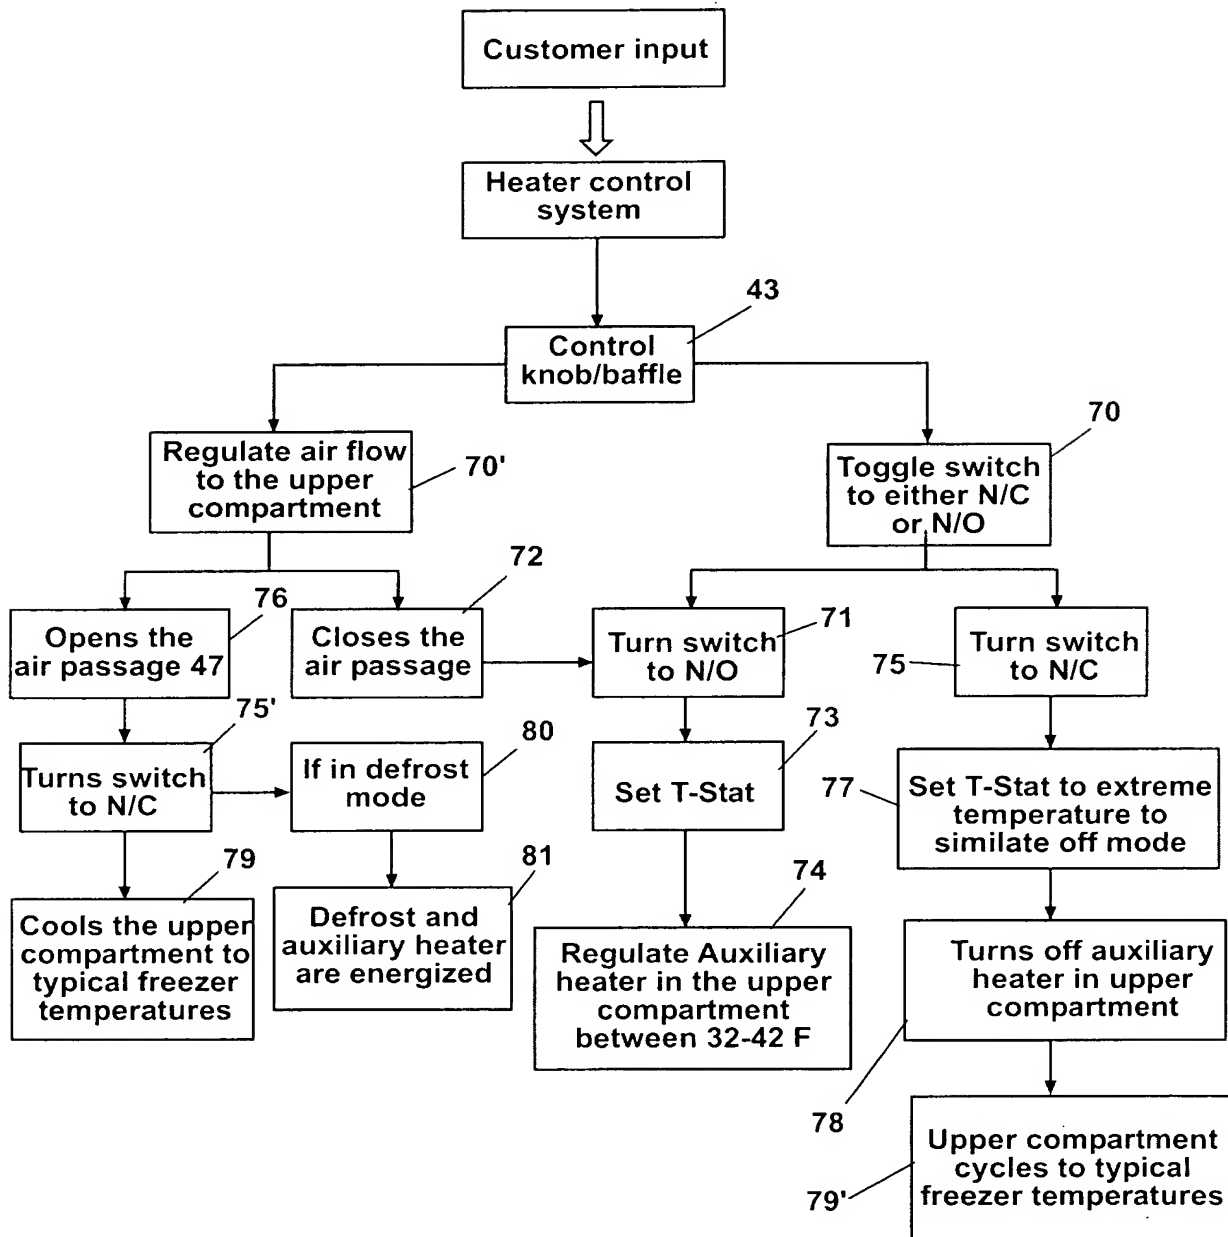 Customer input
Heater control
system
43
Control
knob/baffle
Regulate air flow
to the upper
compartment
70'
70
Toggle switch
to either N/C
or N/O
76
Opens the
air passage 47
72
Closes the
air passage
71
Turn switch
to N/O
75
Turn switch
to N/C
75'
Turns switch
to N/C
80
If in defrost
mode
73
Set T-Stat
77
Set T-Stat to extreme
temperature to
similate off mode
79
Cools the upper
compartment to
typical freezer
temperatures
81
Defrost and
auxiliary heater
are energized
74
Regulate Auxiliary
heater in the upper
compartment
between 32-42 F
Turns off auxiliary
heater in upper
compartment
78
Upper compartment
cycles to typical
freezer temperatures
79'